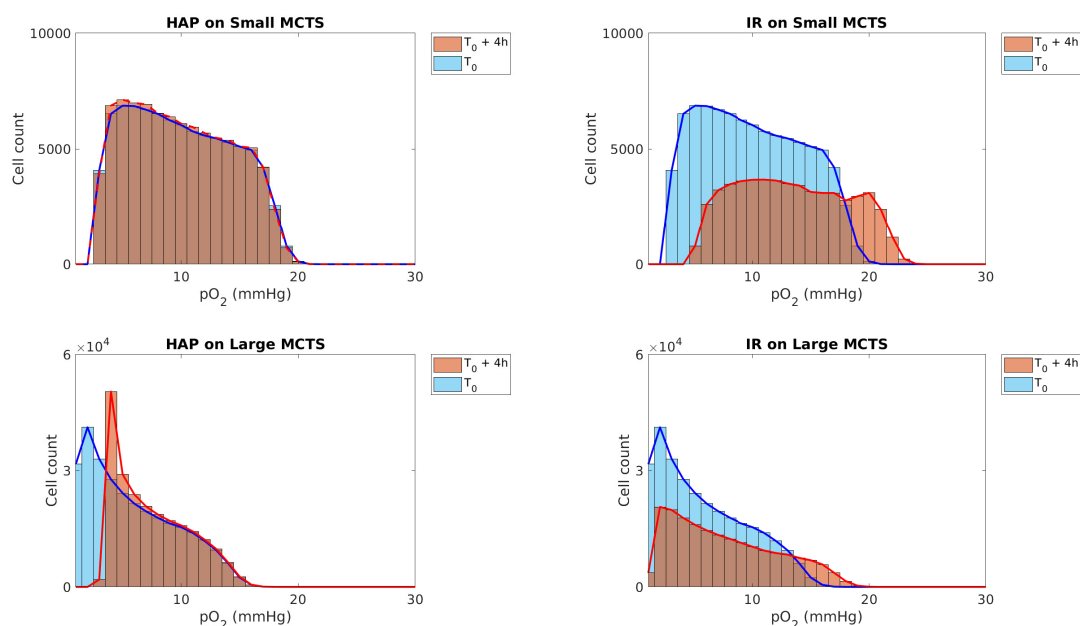 HAP on Small MCTS
10000
5000
0
10
20
30
Cell count
pO2 (mmHg)
T0 + 4h
T0
IR on Small MCTS
10000
5000
0
10
20
30
Cell count
pO2 (mmHg)
T0 + 4h
T0
HAP on Large MCTS
×10^4
6
3
0
10
20
30
Cell count
pO2 (mmHg)
T0 + 4h
T0
IR on Large MCTS
×10^4
6
3
0
10
20
30
Cell count
pO2 (mmHg)
T0 + 4h
T0